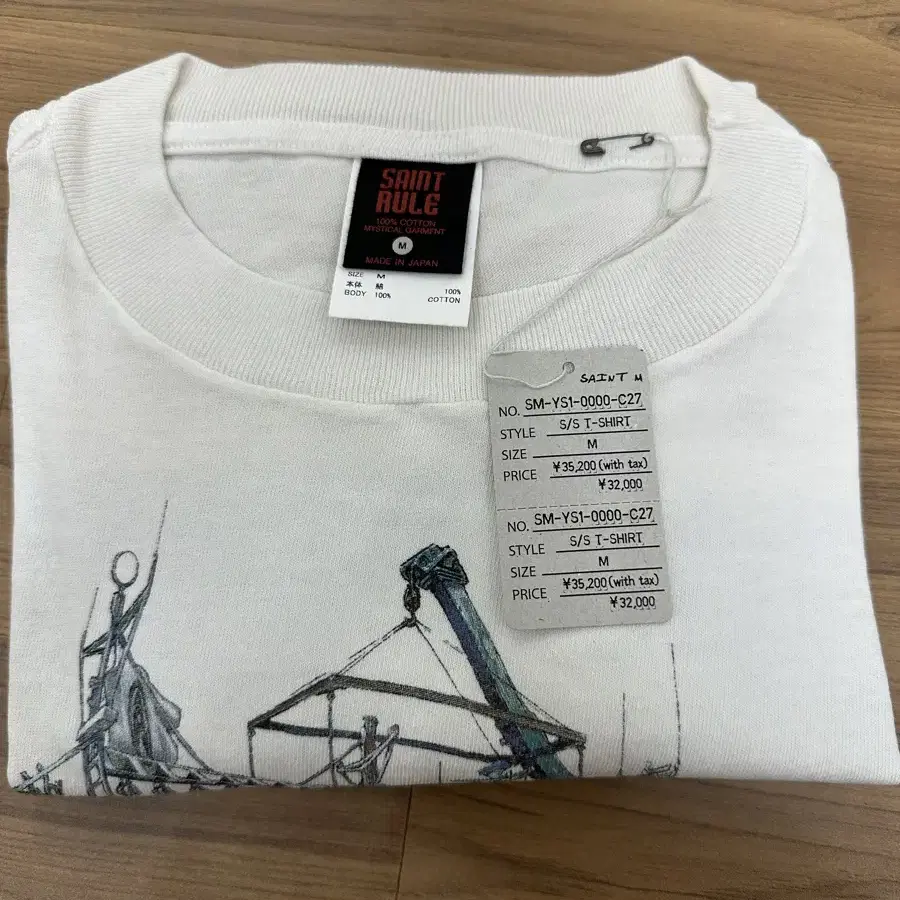 SAINT
RULE
100% COTTON
MYSTICAL GARMENT
M
MADE IN JAPAN
SIZE M
本体 綿 100%
BODY 100% COTTON
SAINT M
NO. SM-YS1-0000-C27
STYLE S/S T-SHIRT
SIZE M
PRICE ¥35,200(with tax)
¥32,000
NO. SM-YS1-0000-C27
STYLE S/S T-SHIRT
SIZE M
PRICE ¥35,200(with tax)
¥32,000